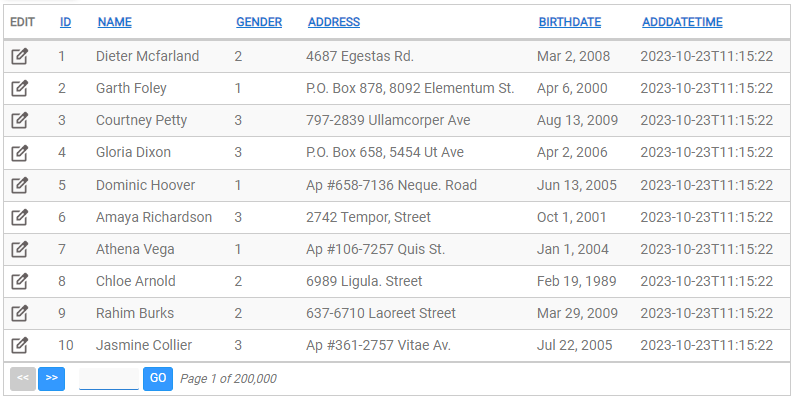 EDIT ID NAME GENDER ADDRESS BIRTHDATE ADDDATETIME
1 Dieter Mcfarland 2 4687 Egestas Rd. Mar 2, 2008 2023-10-23T11:15:22
2 Garth Foley 1 P.O. Box 878, 8092 Elementum St. Apr 6, 2000 2023-10-23T11:15:22
3 Courtney Petty 3 797-2839 Ullamcorper Ave Aug 13, 2009 2023-10-23T11:15:22
4 Gloria Dixon 3 P.O. Box 658, 5454 Ut Ave Apr 2, 2006 2023-10-23T11:15:22
5 Dominic Hoover 1 Ap #658-7136 Neque. Road Jun 13, 2005 2023-10-23T11:15:22
6 Amaya Richardson 3 2742 Tempor, Street Oct 1, 2001 2023-10-23T11:15:22
7 Athena Vega 1 Ap #106-7257 Quis St. Jan 1, 2004 2023-10-23T11:15:22
8 Chloe Arnold 2 6989 Ligula. Street Feb 19, 1989 2023-10-23T11:15:22
9 Rahim Burks 2 637-6710 Laoreet Street Mar 29, 2009 2023-10-23T11:15:22
10 Jasmine Collier 3 Ap #361-2757 Vitae Av. Jul 22, 2005 2023-10-23T11:15:22
<< >> GO Page 1 of 200,000